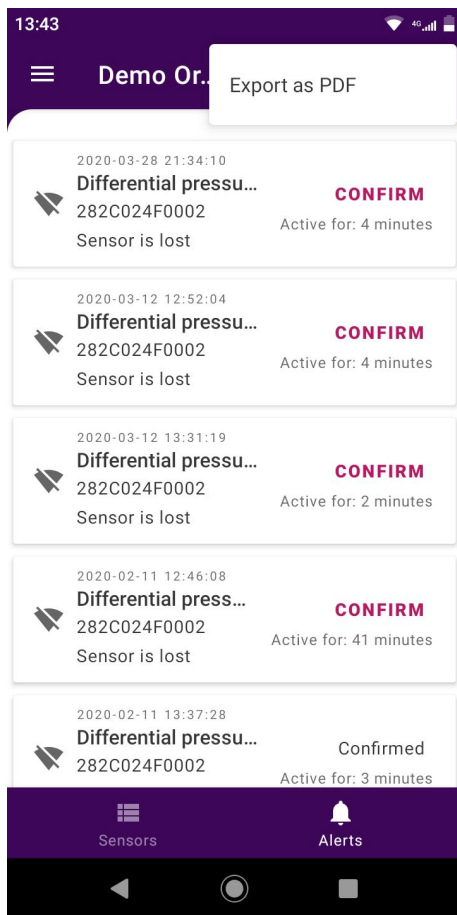 13:43
4G
Demo Or..
Export as PDF
2020-03-28 21:34:10
Differential pressu...
282C024F0002
Sensor is lost
CONFIRM
Active for: 4 minutes
2020-03-12 12:52:04
Differential pressu...
282C024F0002
Sensor is lost
CONFIRM
Active for: 4 minutes
2020-03-12 13:31:19
Differential pressu...
282C024F0002
Sensor is lost
CONFIRM
Active for: 2 minutes
2020-02-11 12:46:08
Differential press...
282C024F0002
Sensor is lost
CONFIRM
Active for: 41 minutes
2020-02-11 13:37:28
Differential pressu...
282C024F0002
Confirmed
Active for: 3 minutes
Sensors
Alerts